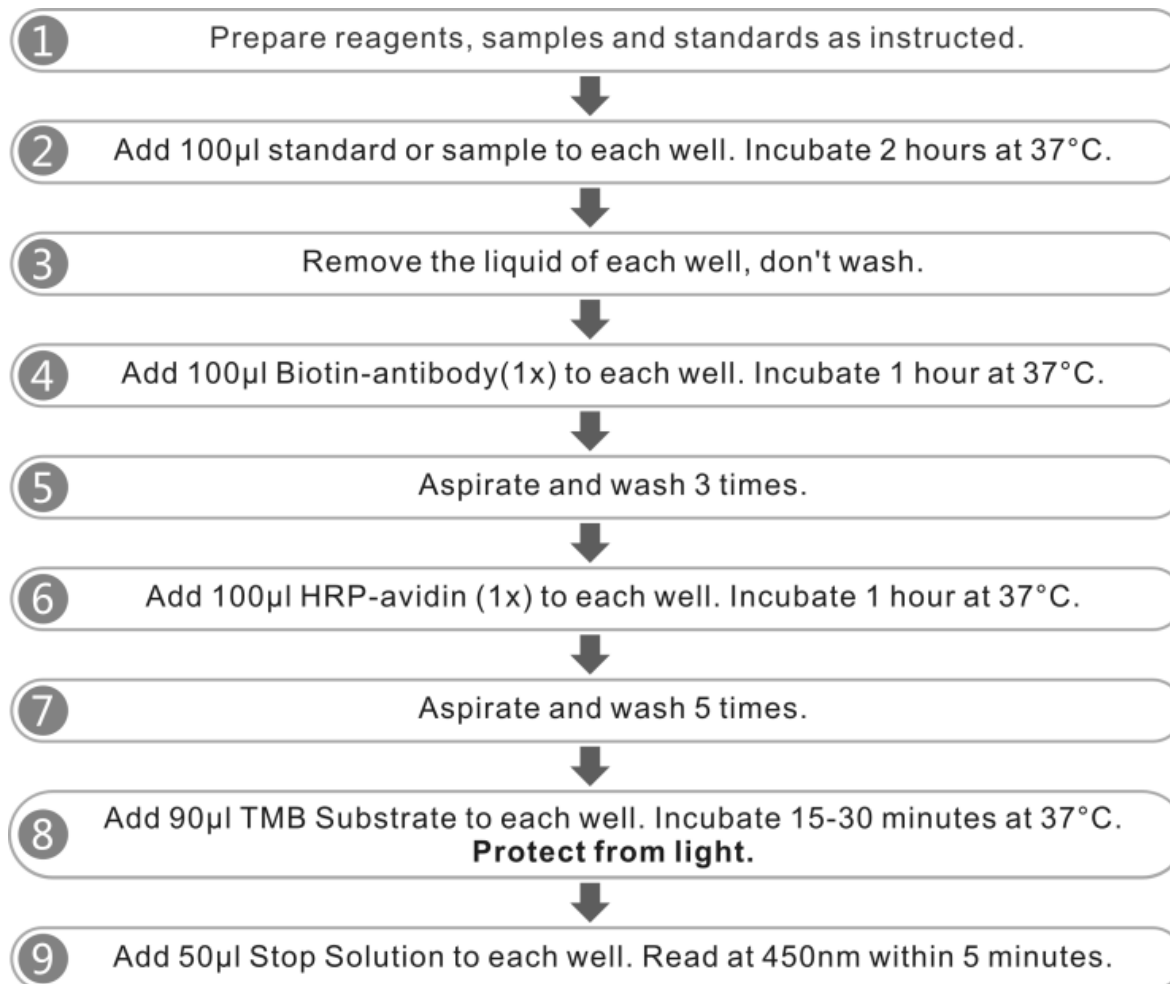 1 Prepare reagents, samples and standards as instructed.
2 Add 100µl standard or sample to each well. Incubate 2 hours at 37°C.
3 Remove the liquid of each well, don't wash.
4 Add 100µl Biotin-antibody(1x) to each well. Incubate 1 hour at 37°C.
5 Aspirate and wash 3 times.
6 Add 100µl HRP-avidin (1x) to each well. Incubate 1 hour at 37°C.
7 Aspirate and wash 5 times.
8 Add 90µl TMB Substrate to each well. Incubate 15-30 minutes at 37°C.
Protect from light.
9 Add 50µl Stop Solution to each well. Read at 450nm within 5 minutes.